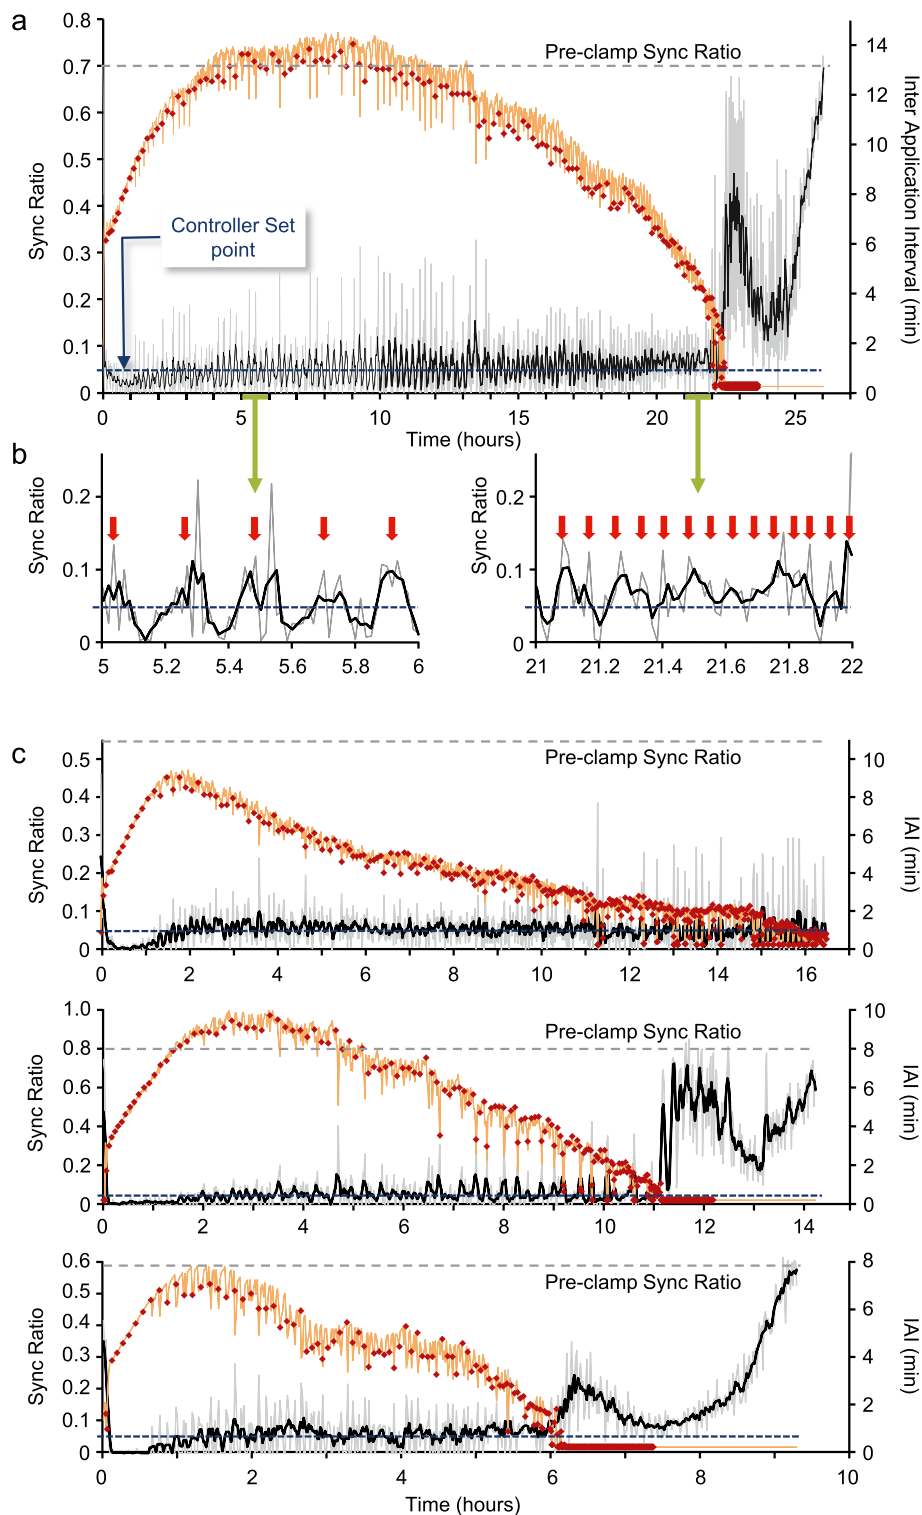 a
0.8
0.7
0.6
0.5
0.4
0.3
0.2
0.1
0
Sync Ratio
14
12
10
8
6
4
2
0
Inter Application Interval (min)
Pre-clamp Sync Ratio
Controller Set
point
0 5 10 15 20 25
Time (hours)
b
Sync Ratio
0.2
0.1
0
5 5.2 5.4 5.6 5.8 6
Sync Ratio
0.2
0.1
0
21 21.2 21.4 21.6 21.8 22
c
Sync Ratio
0.5
0.4
0.3
0.2
0.1
0
Pre-clamp Sync Ratio
10
8
6
4
2
0
IAI (min)
0 2 4 6 8 10 12 14 16
Sync Ratio
1.0
0.8
0.6
0.4
0.2
0
Pre-clamp Sync Ratio
10
8
6
4
2
0
IAI (min)
0 2 4 6 8 10 12 14
Sync Ratio
0.6
0.5
0.4
0.3
0.2
0.1
0
Pre-clamp Sync Ratio
8
6
4
2
0
IAI (min)
0 2 4 6 8 10
Time (hours)